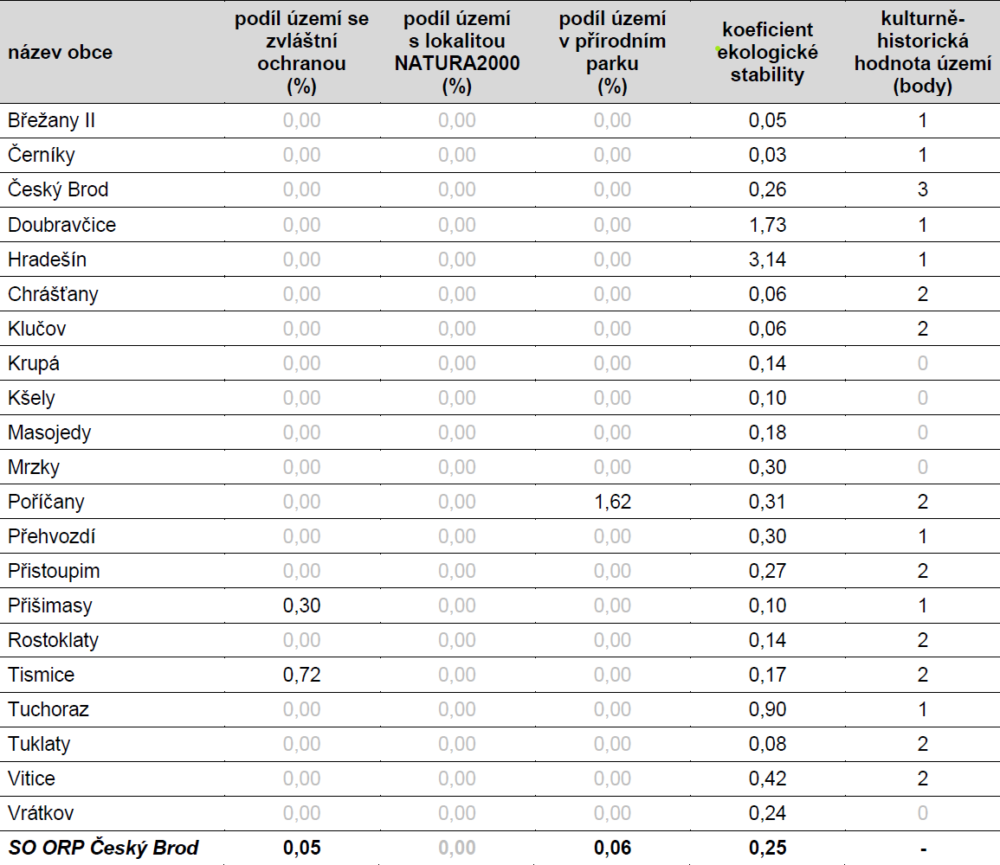 název obce podíl území se zvláštní ochranou (%) podíl území s lokalitou NATURA2000 (%) podíl území v přírodním parku (%) koeficient ekologické stability kulturně-historická hodnota území (body)
Břežany II 0,00 0,00 0,00 0,05 1
Černíky 0,00 0,00 0,00 0,03 1
Český Brod 0,00 0,00 0,00 0,26 3
Doubravčice 0,00 0,00 0,00 1,73 1
Hradešín 0,00 0,00 0,00 3,14 1
Chrášťany 0,00 0,00 0,00 0,06 2
Klučov 0,00 0,00 0,00 0,06 2
Krupá 0,00 0,00 0,00 0,14 0
Kšely 0,00 0,00 0,00 0,10 0
Masojedy 0,00 0,00 0,00 0,18 0
Mrzky 0,00 0,00 0,00 0,30 0
Poříčany 0,00 0,00 1,62 0,31 2
Přehvozdí 0,00 0,00 0,00 0,30 1
Přistoupim 0,00 0,00 0,00 0,27 2
Přišimasy 0,30 0,00 0,00 0,10 1
Rostoklaty 0,00 0,00 0,00 0,14 2
Tismice 0,72 0,00 0,00 0,17 2
Tuchoraz 0,00 0,00 0,00 0,90 1
Tuklaty 0,00 0,00 0,00 0,08 2
Vitice 0,00 0,00 0,00 0,42 2
Vrátkov 0,00 0,00 0,00 0,24 0
SO ORP Český Brod 0,05 0,00 0,06 0,25 -